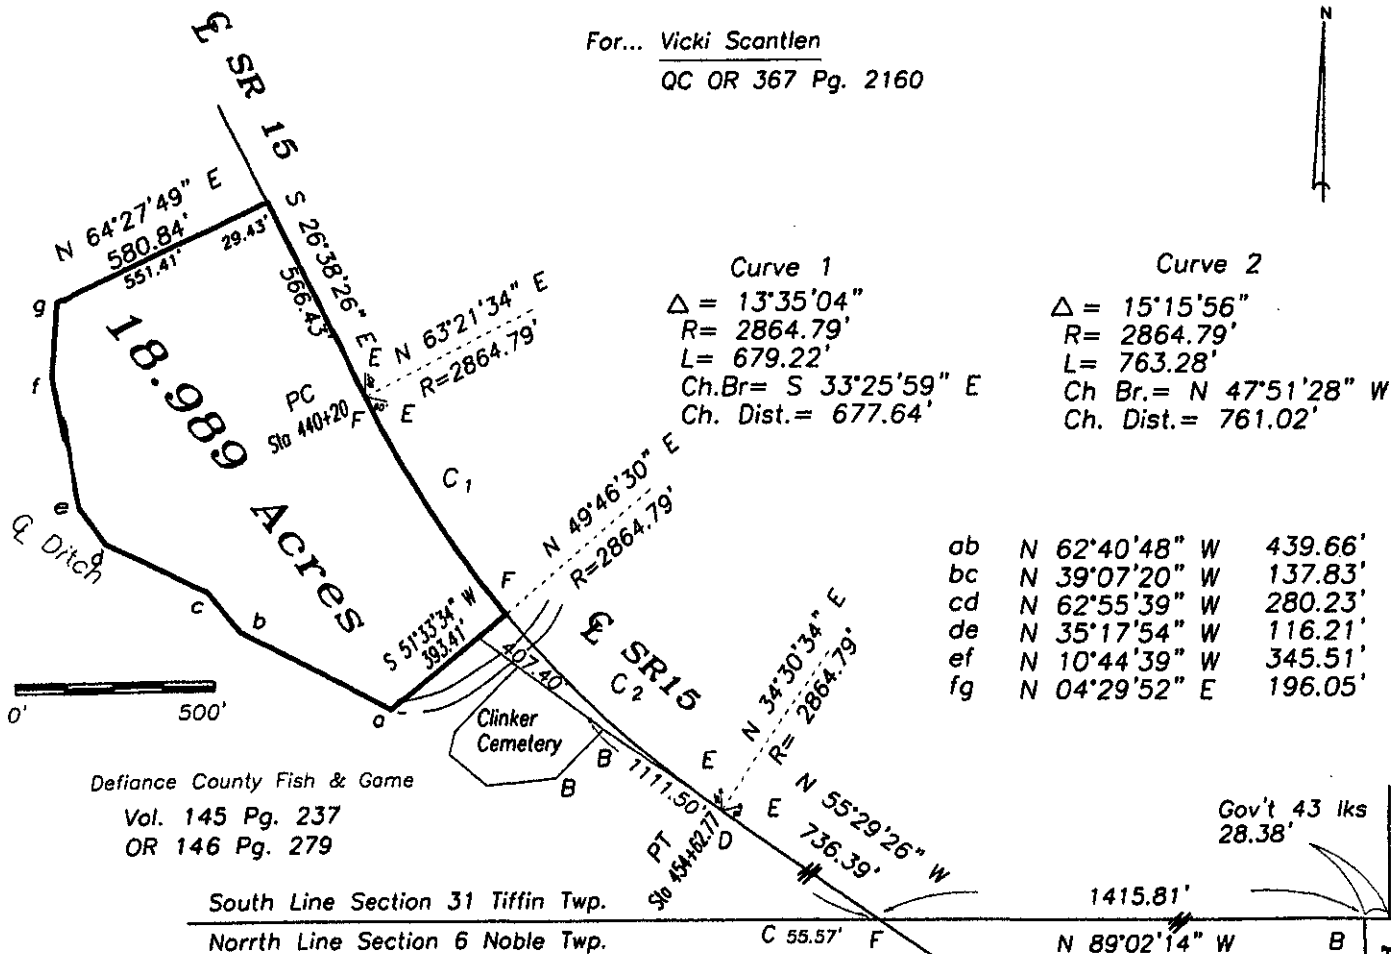 For... Vicki Scantlen
QC OR 367 Pg. 2160
N
℄ SR 15
S 26°38'26" E
566.43'
N 64°27'49" E
580.84'
551.41'
29.43'
g
f
e
d
c
b
a
℄ Ditch
18.989 Acres
PC
Sta 440+20
E
F
E
N 63°21'34" E
R=2864.79'
C1
Curve 1
Δ = 13°35'04"
R= 2864.79'
L= 679.22'
Ch.Br= S 33°25'59" E
Ch. Dist.= 677.64'
Curve 2
Δ = 15°15'56"
R= 2864.79'
L= 763.28'
Ch Br.= N 47°51'28" W
Ch. Dist.= 761.02'
N 49°46'30" E
R=2864.79'
F
S 51°33'34" W
393.41'
407.40'
℄ SR15
C2
N 34°30'34" E
R= 2864.79'
ab N 62°40'48" W 439.66'
bc N 39°07'20" W 137.83'
cd N 62°55'39" W 280.23'
de N 35°17'54" W 116.21'
ef N 10°44'39" W 345.51'
fg N 04°29'52" E 196.05'
0' 500'
Clinker
Cemetery
B
B
1111.50'
E
E
D
PT
Sta 454+62.77
N 55°29'26" W
736.39'
Defiance County Fish & Game
Vol. 145 Pg. 237
OR 146 Pg. 279
Gov't 43 lks
28.38'
South Line Section 31 Tiffin Twp.
1415.81'
Norrth Line Section 6 Noble Twp.
C 55.57' F
N 89°02'14" W
B